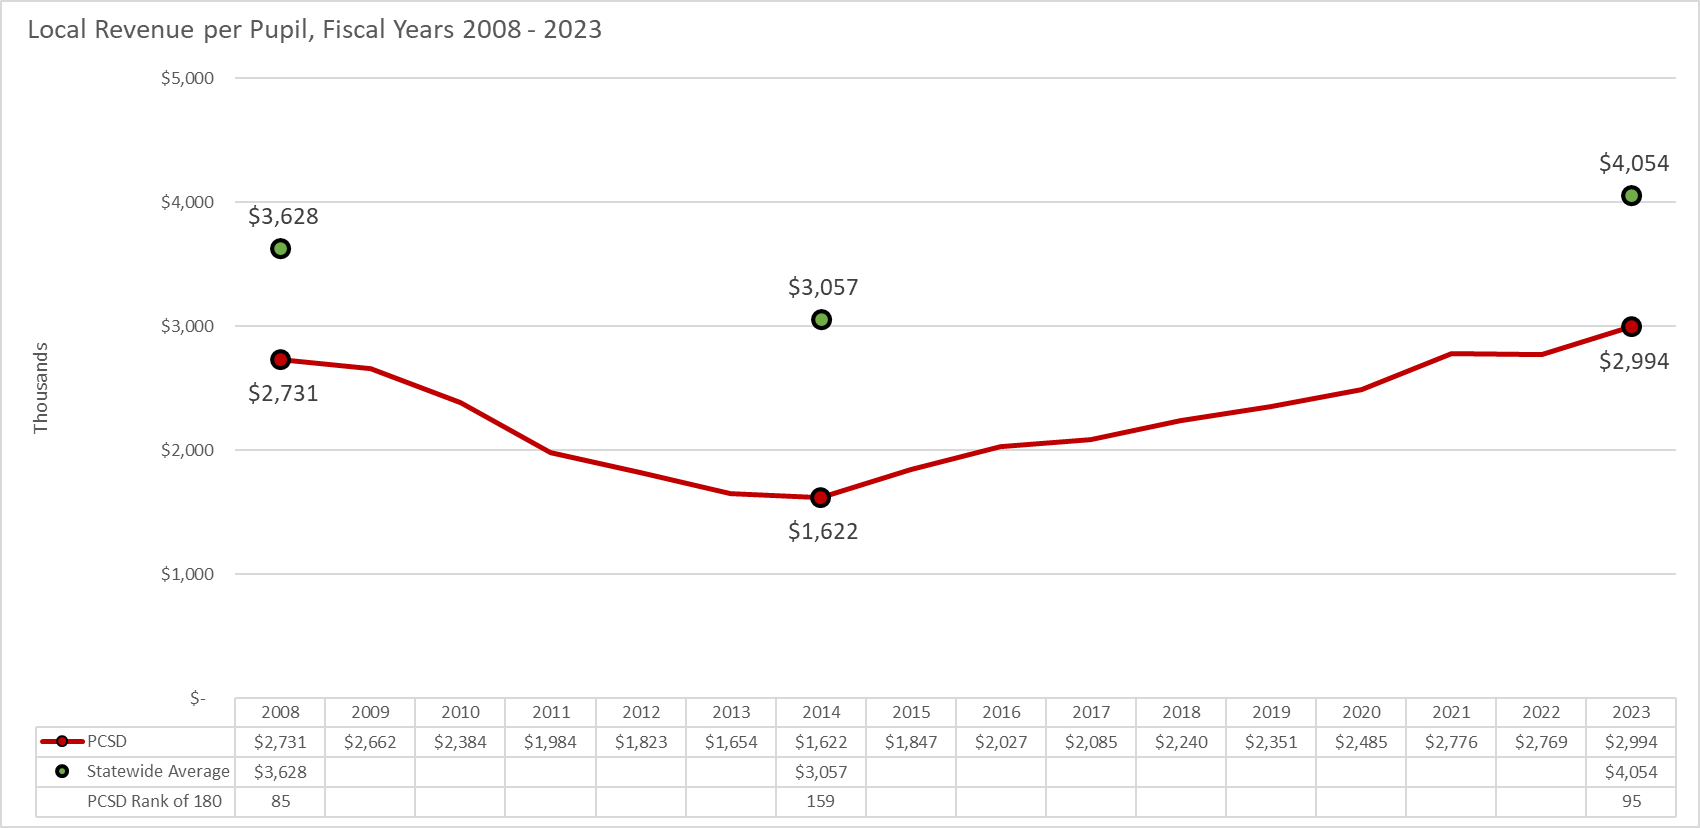 Local Revenue per Pupil, Fiscal Years 2008 - 2023
$5,000
$4,054
$4,000
$3,628
$3,057
$3,000
Thousands
$2,994
$2,731
$2,000
$1,622
$1,000
$-
2008 2009 2010 2011 2012 2013 2014 2015 2016 2017 2018 2019 2020 2021 2022 2023
PCSD $2,731 $2,662 $2,384 $1,984 $1,823 $1,654 $1,622 $1,847 $2,027 $2,085 $2,240 $2,351 $2,485 $2,776 $2,769 $2,994
Statewide Average $3,628 $3,057 $4,054
PCSD Rank of 180 85 159 95